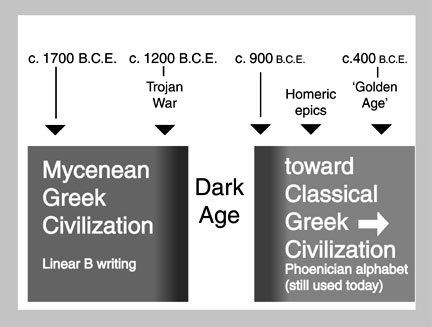 c. 1700 B.C.E.
c. 1200 B.C.E.
c. 900 B.C.E.
c.400 B.C.E.
Trojan
War
Homeric
epics
‘Golden
Age’
Mycenean
Greek
Civilization
Linear B writing
Dark
Age
toward
Classical
Greek
Civilization
Phoenician alphabet
(still used today)